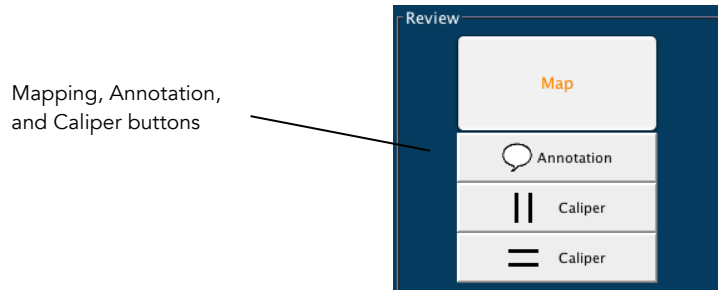 Review
Map
Mapping, Annotation,
and Caliper buttons
Annotation
Caliper
Caliper